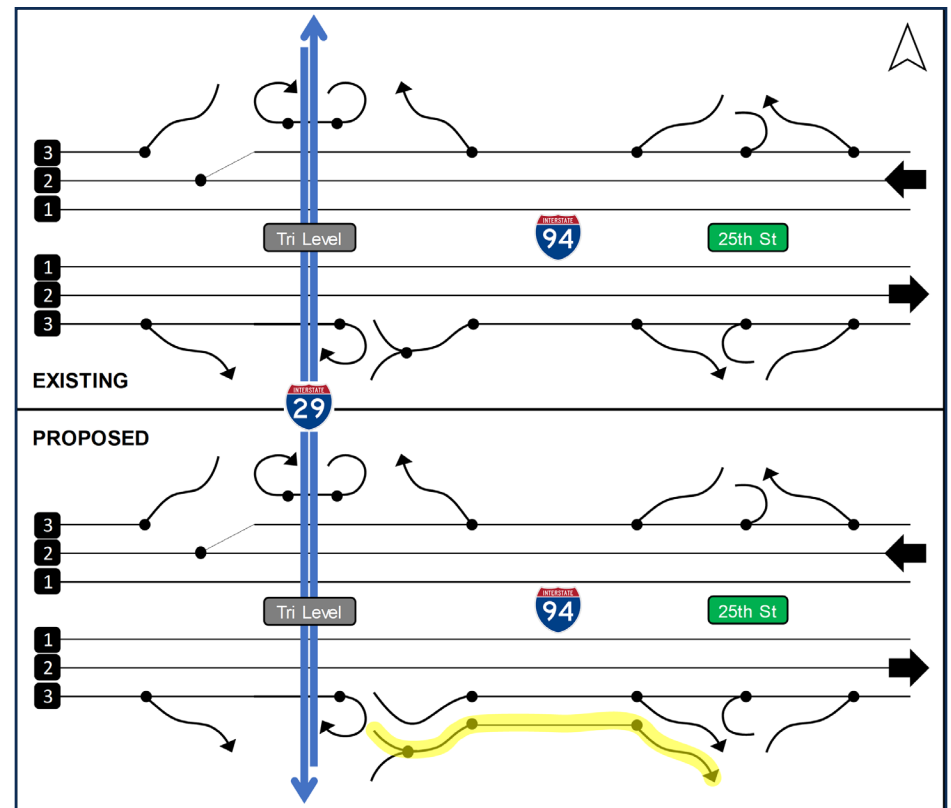 3
2
1
Tri Level
INTERSTATE
94
25th St
1
2
3
EXISTING
INTERSTATE
29
PROPOSED
3
2
1
Tri Level
INTERSTATE
94
25th St
1
2
3